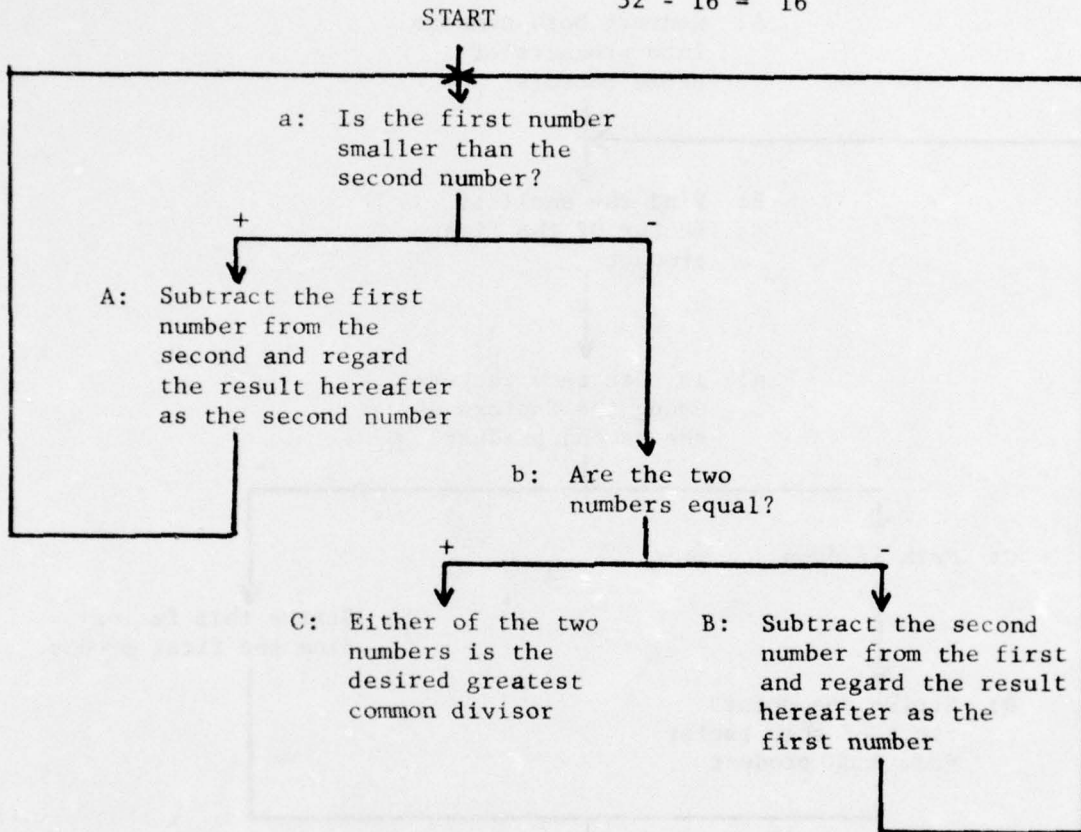 32 - 16 = 16
START
a: Is the first number
smaller than the
second number?
+ -
A: Subtract the first
number from the
second and regard
the result hereafter
as the second number
b: Are the two
numbers equal?
+ -
C: Either of the two
numbers is the
desired greatest
common divisor
B: Subtract the second
number from the first
and regard the result
hereafter as the
first number